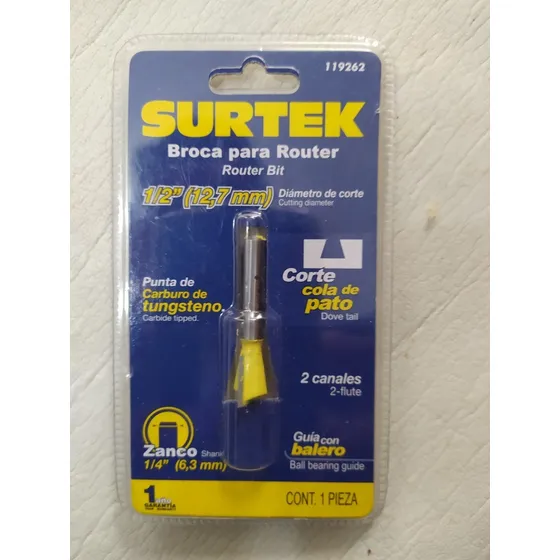 119262
SURTEK
Broca para Router
Router Bit
1/2" (12,7 mm)
Diámetro de corte
Cutting diameter
Punta de
Carburo de
tungsteno.
Carbide tipped.
Corte
cola de
pato
Dove tail
2 canales
2-flute
Zanco
1/4" (6,3 mm)
Guía con
balero
Ball bearing guide
1
GARANTÍA
CONT. 1 PIEZA